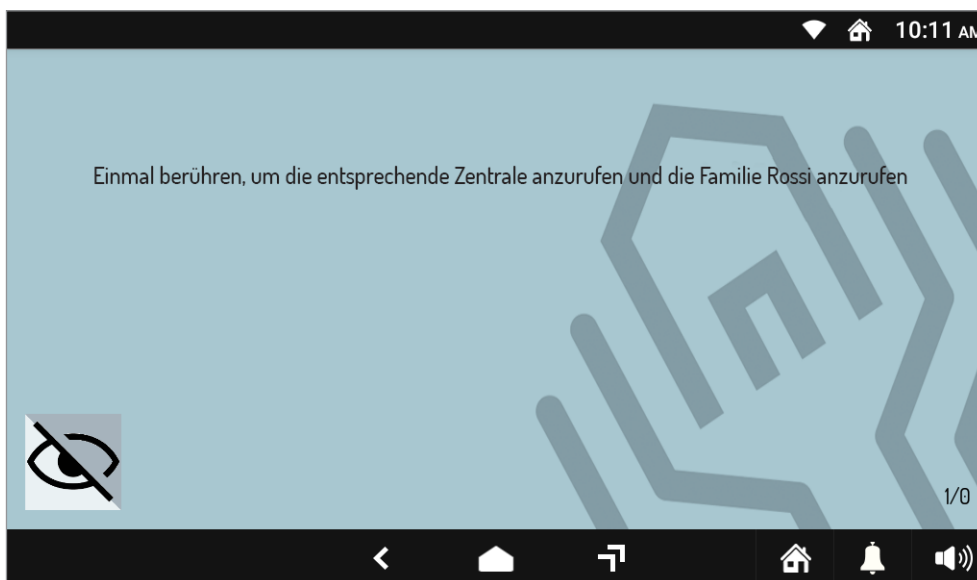 10:11 AM
Einmal berühren, um die entsprechende Zentrale anzurufen und die Familie Rossi anzurufen
1/0